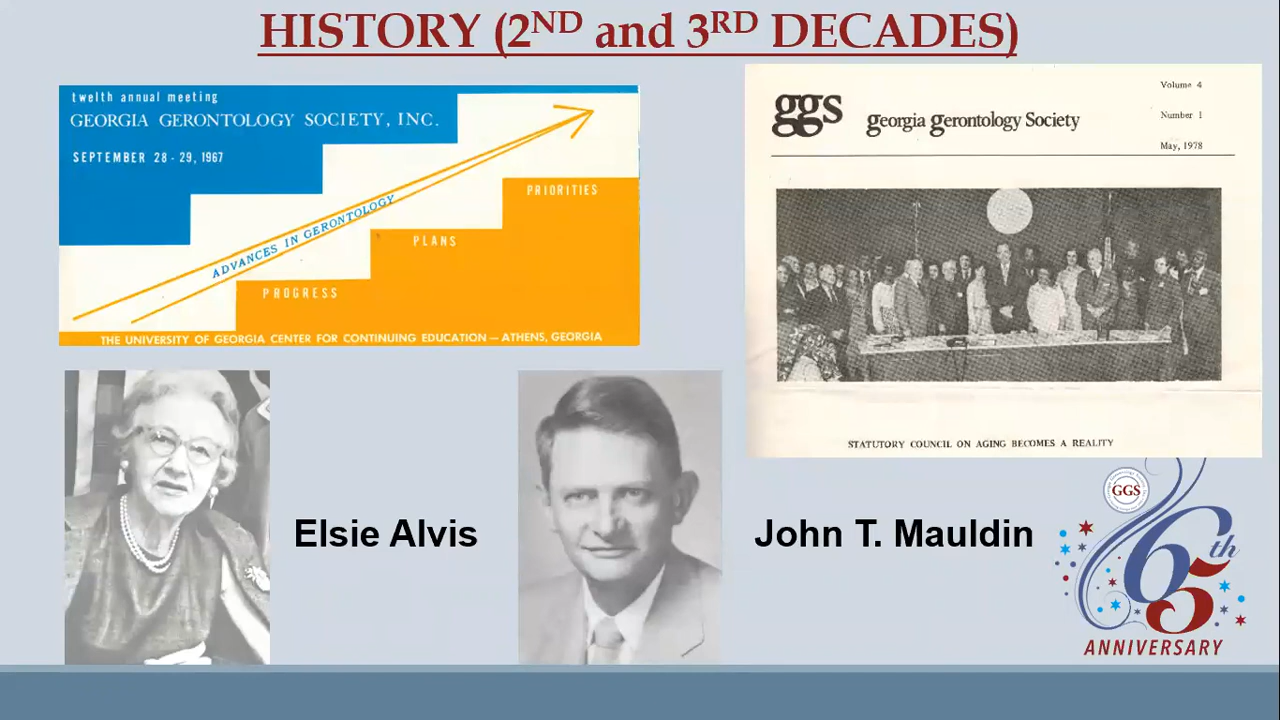 HISTORY (2ND and 3RD DECADES)
twelfth annual meeting
GEORGIA GERONTOLOGY SOCIETY, INC.
SEPTEMBER 28 - 29, 1967
ADVANCES IN GERONTOLOGY
PRIORITIES
PLANS
PROGRESS
THE UNIVERSITY OF GEORGIA CENTER FOR CONTINUING EDUCATION — ATHENS, GEORGIA
ggs
georgia gerontology Society
Volume 4
Number 1
May, 1978
STATUTORY COUNCIL ON AGING BECOMES A REALITY
Elsie Alvis
John T. Mauldin
GGS
65th
ANNIVERSARY